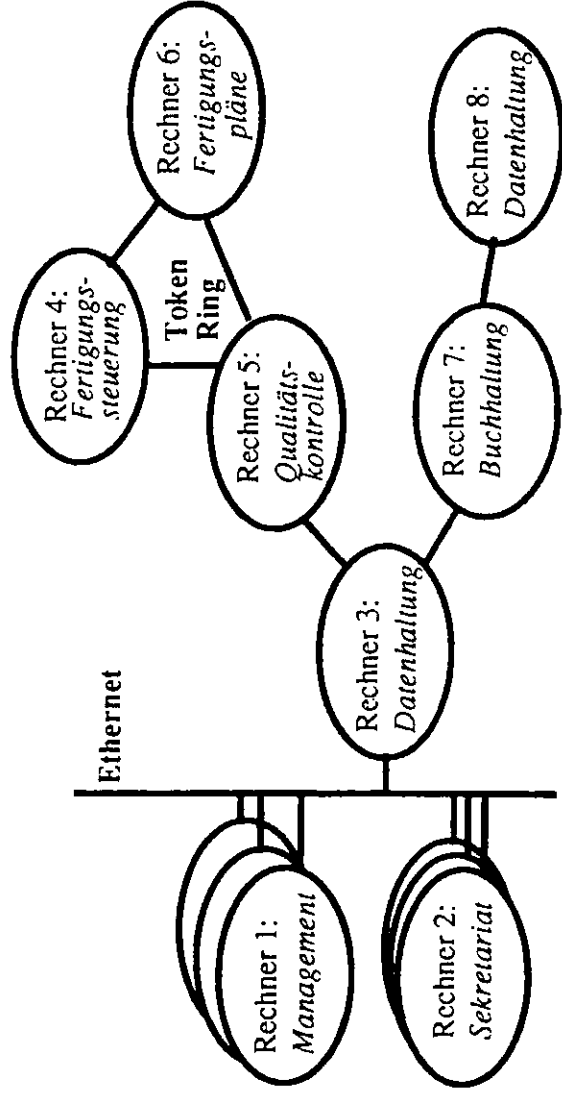 Ethernet
Rechner 1:
Management
Rechner 2:
Sekretariat
Rechner 3:
Datenhaltung
Rechner 4:
Fertigungs-
steuerung
Token
Ring
Rechner 5:
Qualitäts-
kontrolle
Rechner 6:
Fertigungs-
pläne
Rechner 7:
Buchhaltung
Rechner 8:
Datenhaltung